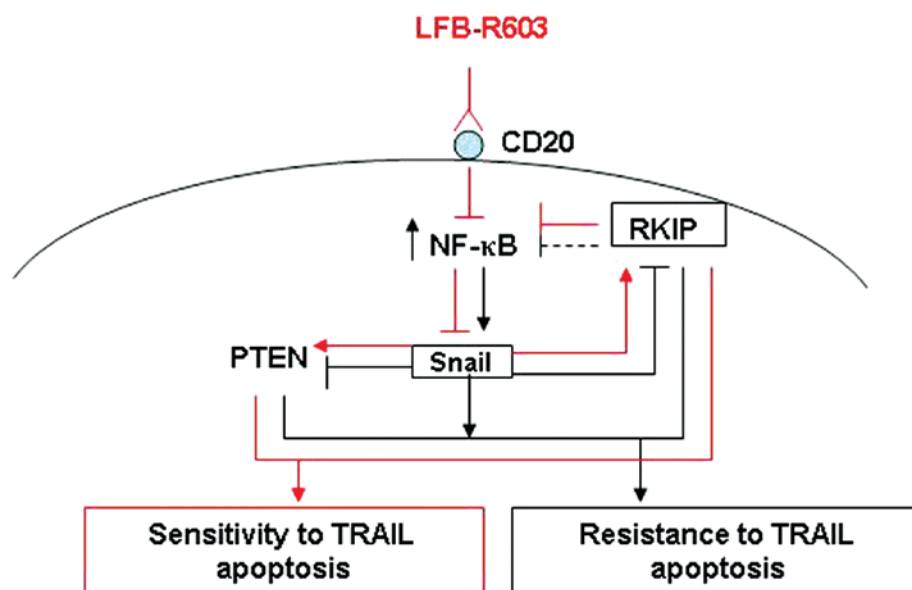 LFB-R603
CD20
NF-κB
RKIP
PTEN
Snail
Sensitivity to TRAIL
apoptosis
Resistance to TRAIL
apoptosis